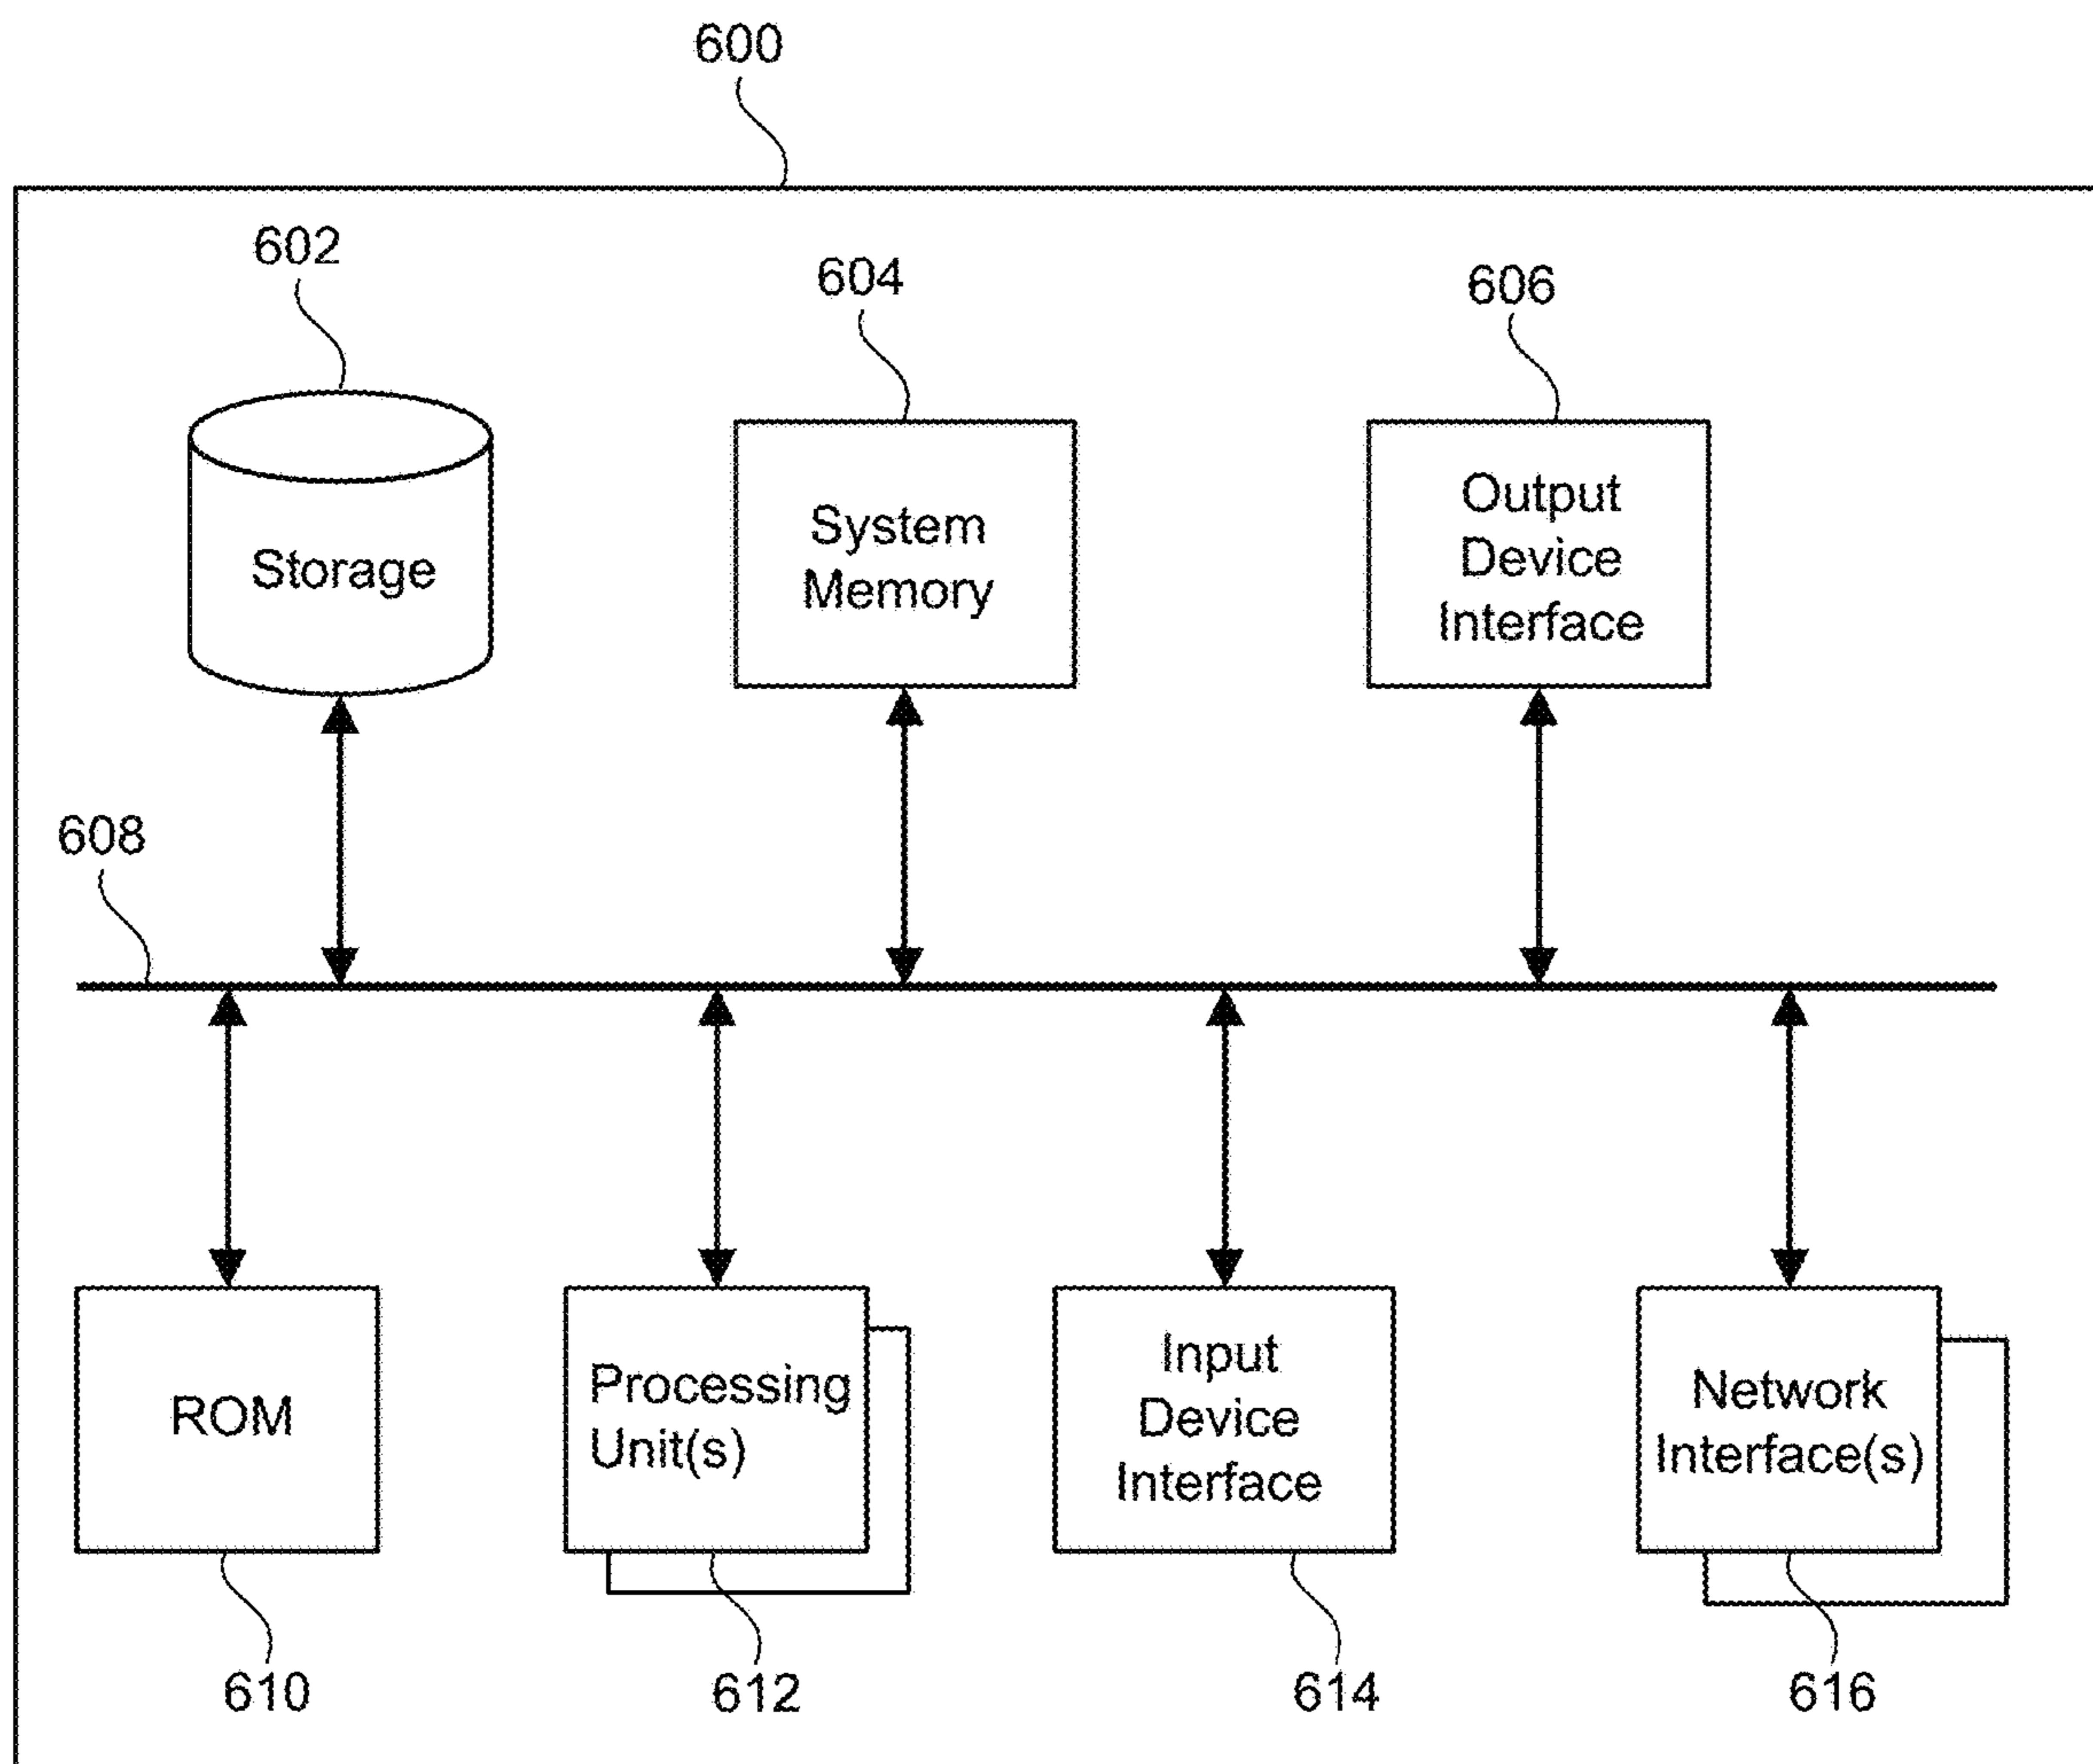 600
602
604
606
Storage
System
Memory
Output
Device
Interface
608
ROM
Processing
Unit(s)
Input
Device
Interface
Network
Interface(s)
610
612
614
616